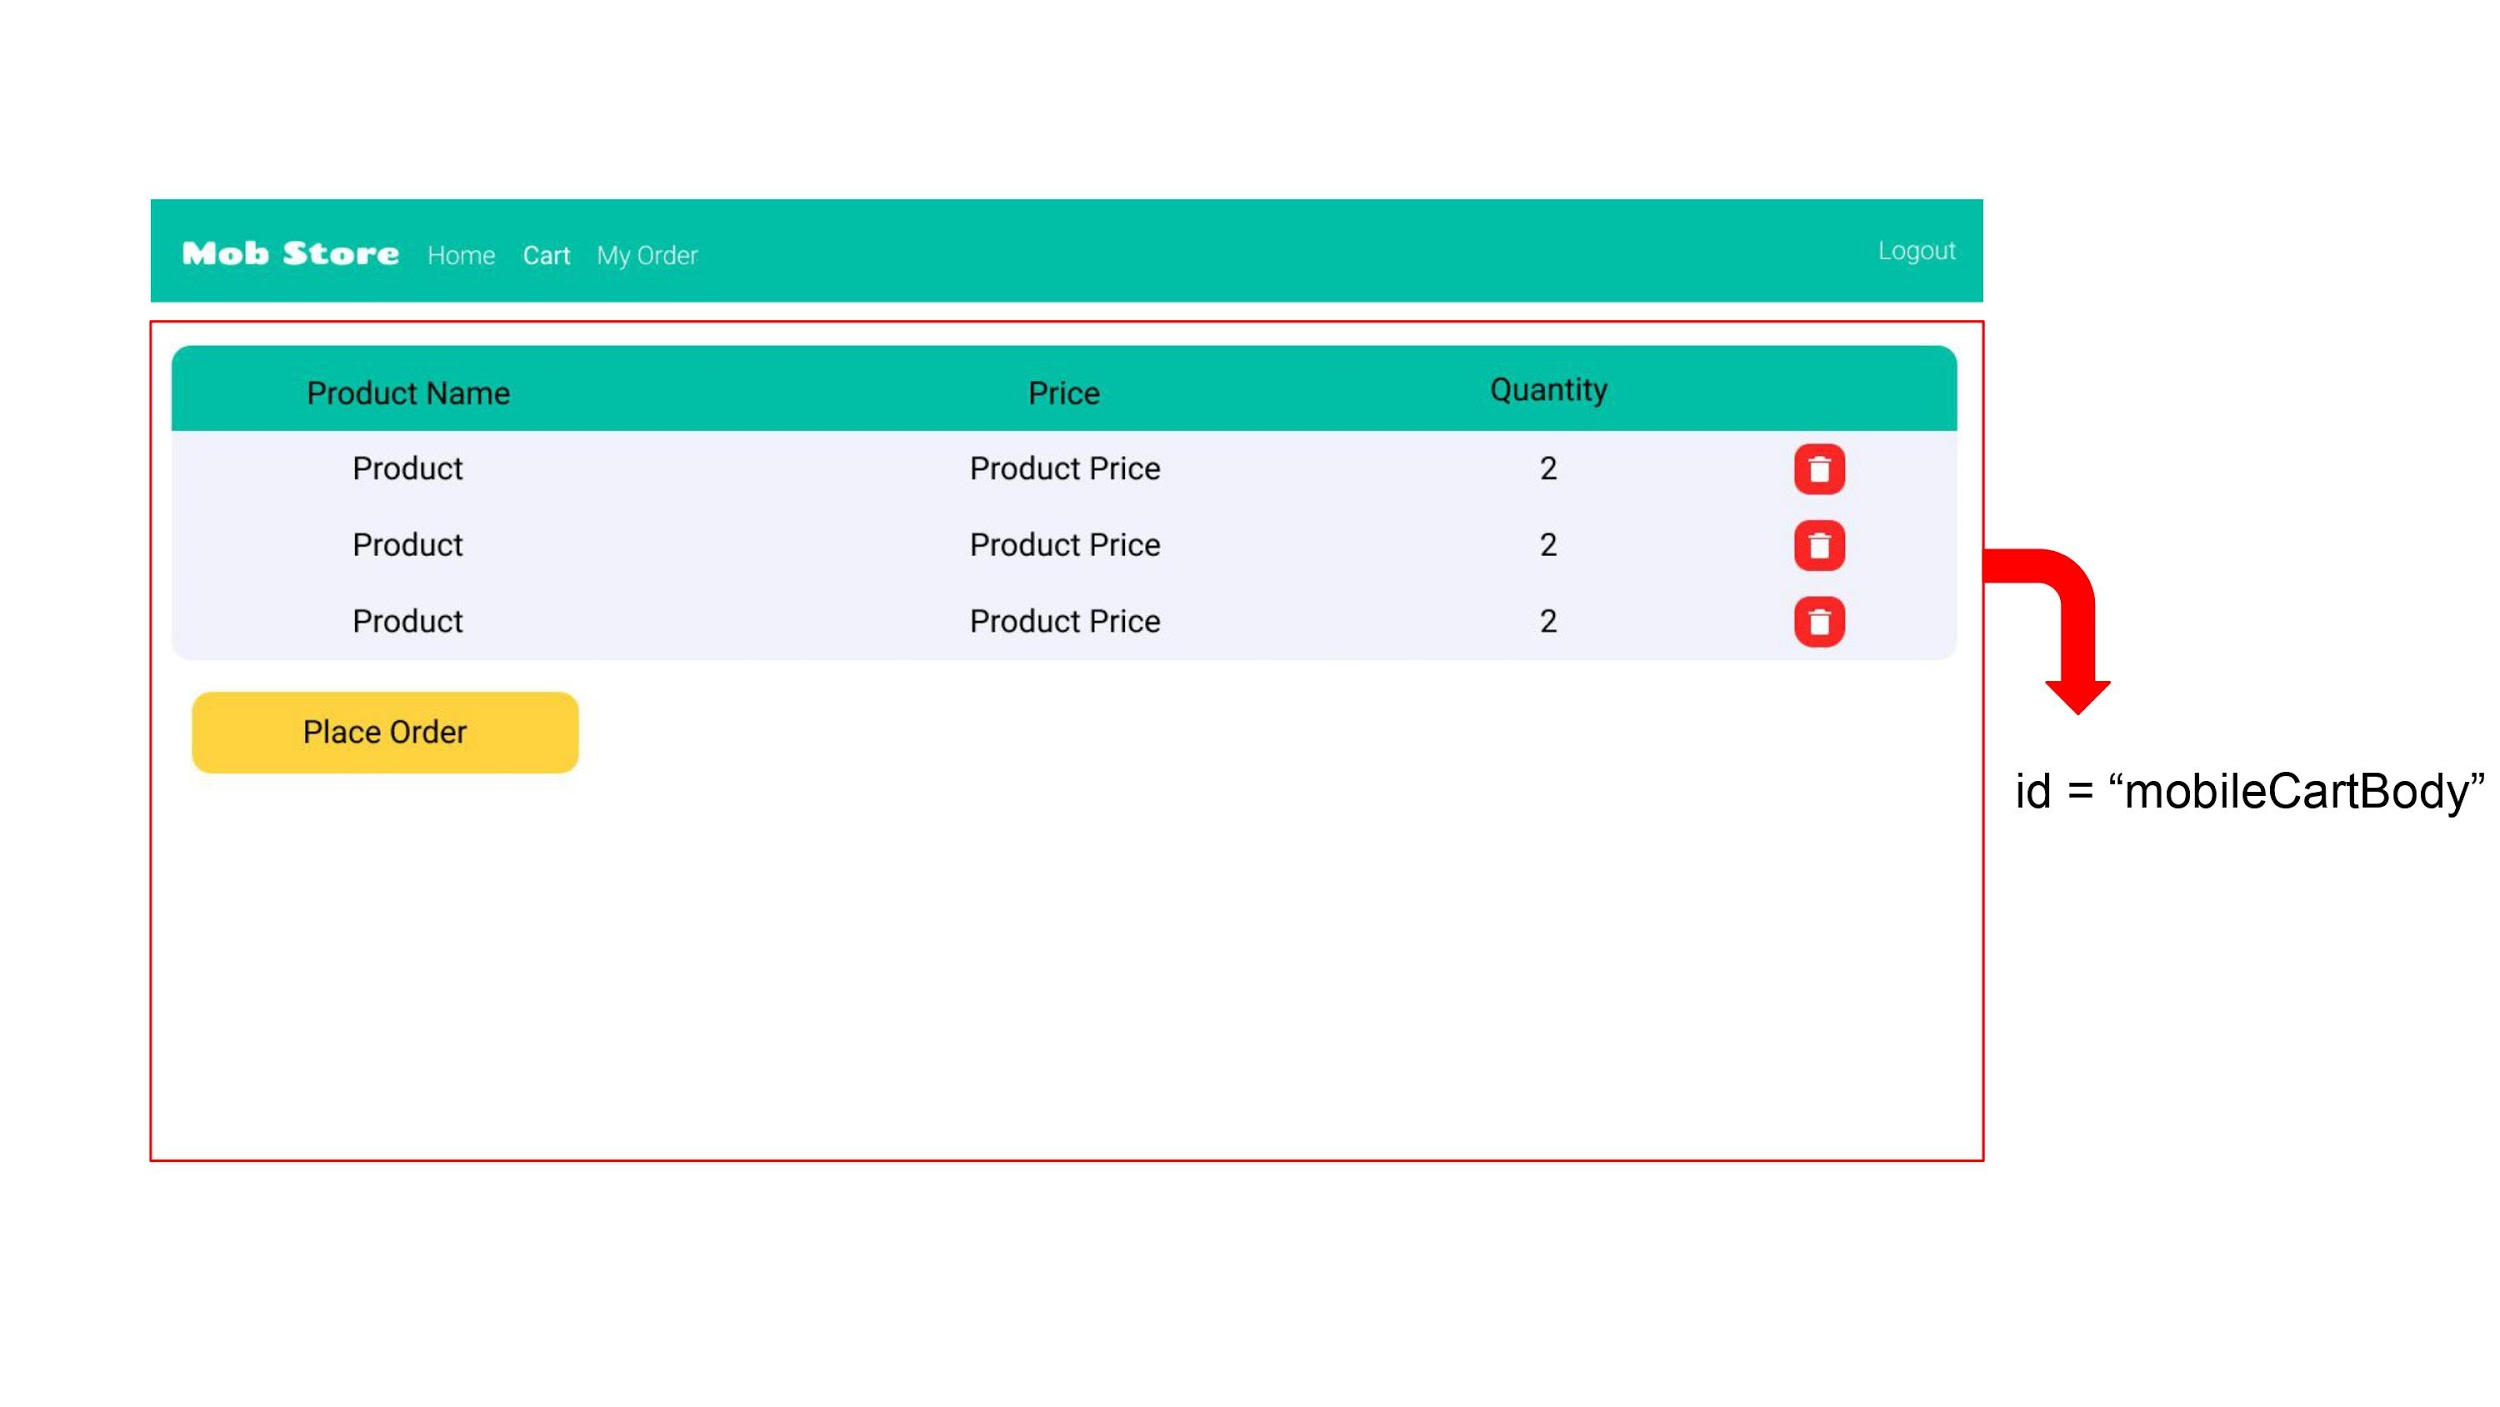 Mob Store Home Cart My Order Logout
Product Name Price Quantity
Product Product Price 2
Product Product Price 2
Product Product Price 2
Place Order
id = “mobileCartBody”